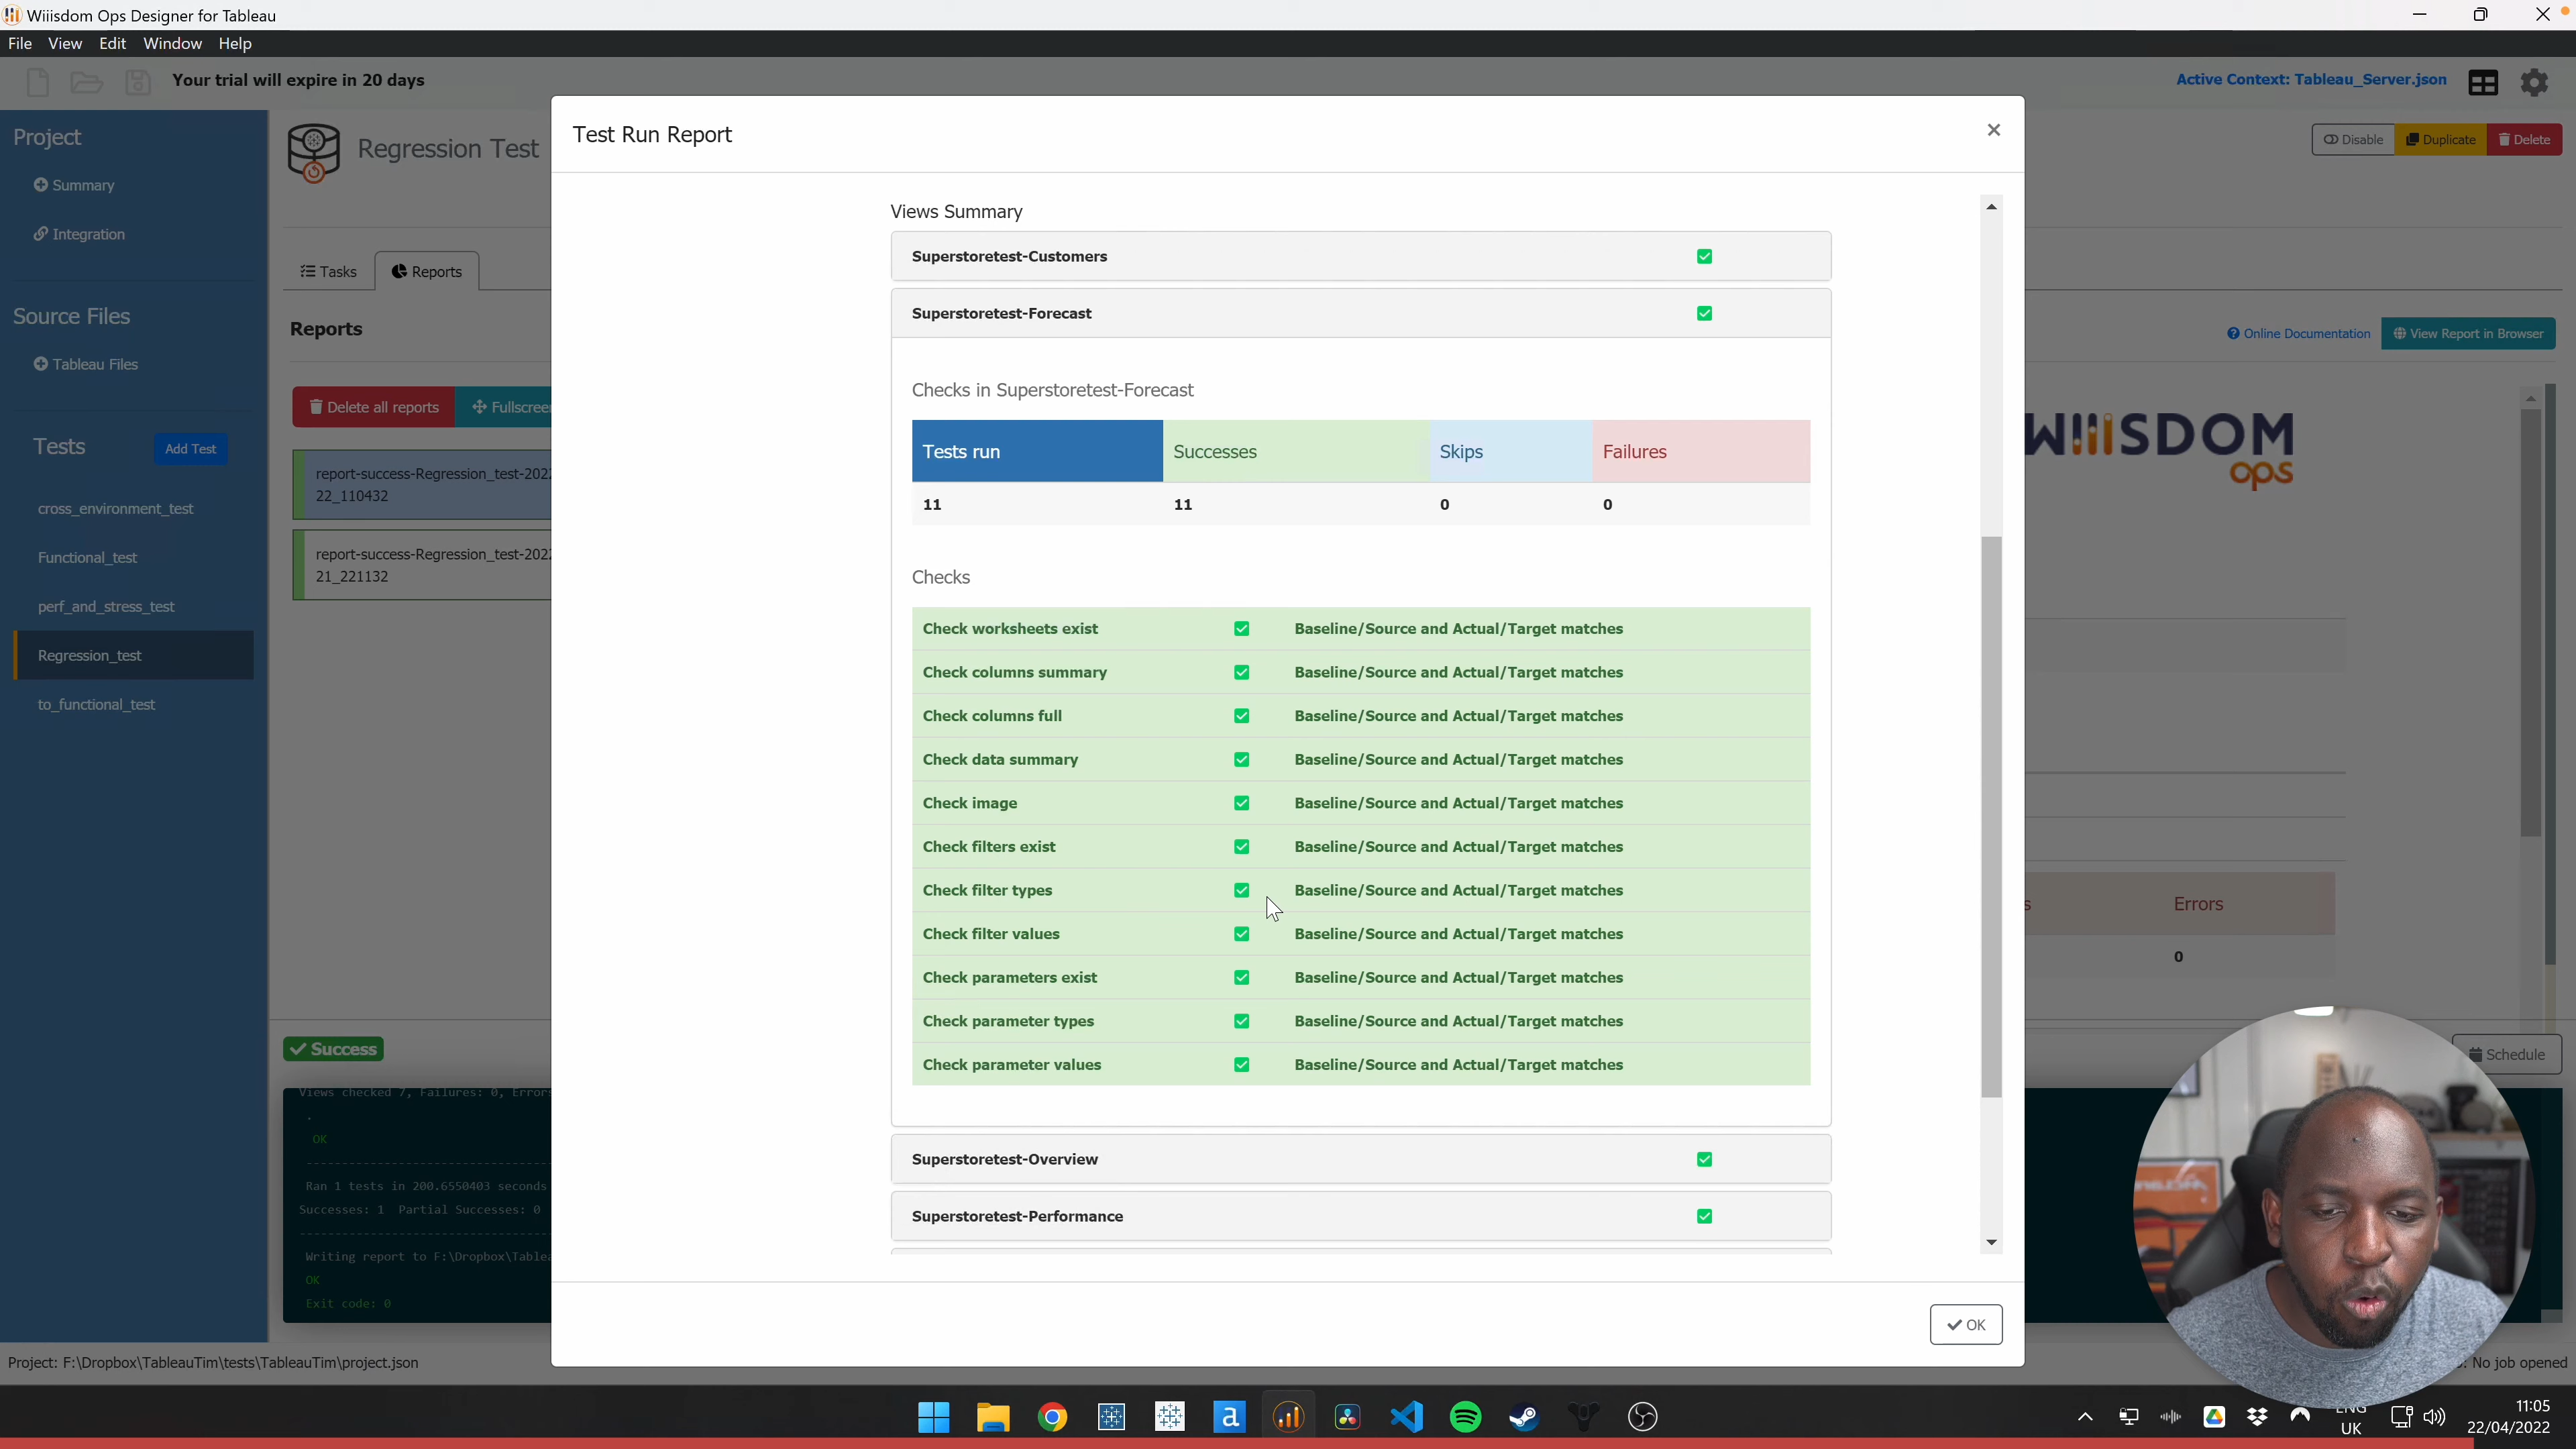 Wiiisdom Ops Designer for Tableau
File View Edit Window Help
Your trial will expire in 20 days
Active Context: Tableau_Server.json
Project
Summary
Integration
Source Files
Tableau Files
Tests
Add Test
cross_environment_test
Functional_test
perf_and_stress_test
Regression_test
to_functional_test
Regression Test
Disable
Duplicate
Delete
Tasks
Reports
Reports
Online Documentation
View Report in Browser
Delete all reports
report-success-Regression_test-202
22_110432
report-success-Regression_test-202
21_221132
WIIISDOM
ops
Errors
0
Test Run Report
Views Summary
Superstoretest-Customers
Superstoretest-Forecast
Checks in Superstoretest-Forecast
Tests run Successes Skips Failures
11 11 0 0
Checks
Check worksheets exist Baseline/Source and Actual/Target matches
Check columns summary Baseline/Source and Actual/Target matches
Check columns full Baseline/Source and Actual/Target matches
Check data summary Baseline/Source and Actual/Target matches
Check image Baseline/Source and Actual/Target matches
Check filters exist Baseline/Source and Actual/Target matches
Check filter types Baseline/Source and Actual/Target matches
Check filter values Baseline/Source and Actual/Target matches
Check parameters exist Baseline/Source and Actual/Target matches
Check parameter types Baseline/Source and Actual/Target matches
Check parameter values Baseline/Source and Actual/Target matches
Superstoretest-Overview
Superstoretest-Performance
OK
Success
Schedule
Views checked 7, Failures: 0, Error
.
OK
Ran 1 tests in 200.6550403 seconds
Successes: 1 Partial Successes: 0
Writing report to F:\Dropbox\Table
OK
Exit code: 0
Project: F:\Dropbox\TableauTim\tests\TableauTim\project.json
No job opened
ENG
UK
11:05
22/04/2022